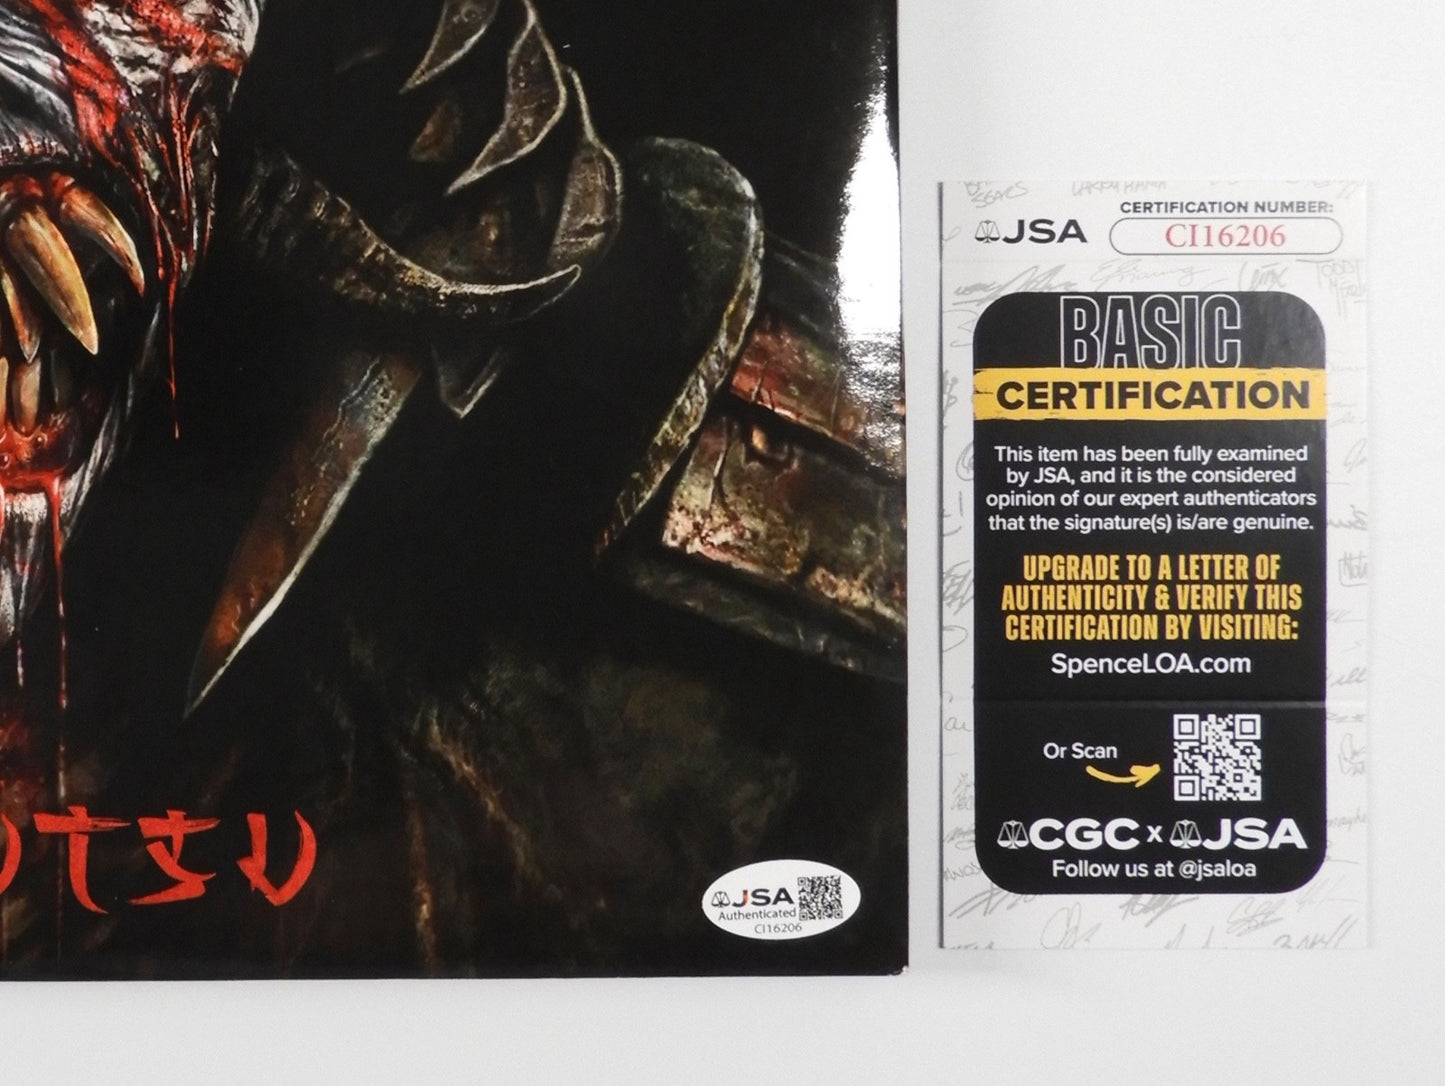 UTSU
JSA
Authenticated
CI16206
JSA
CERTIFICATION NUMBER:
CI16206
BASIC
CERTIFICATION
This item has been fully examined
by JSA, and it is the considered
opinion of our expert authenticators
that the signature(s) is/are genuine.
UPGRADE TO A LETTER OF
AUTHENTICITY & VERIFY THIS
CERTIFICATION BY VISITING:
SpenceLOA.com
Or Scan
CGC x JSA
Follow us at @jsaloa